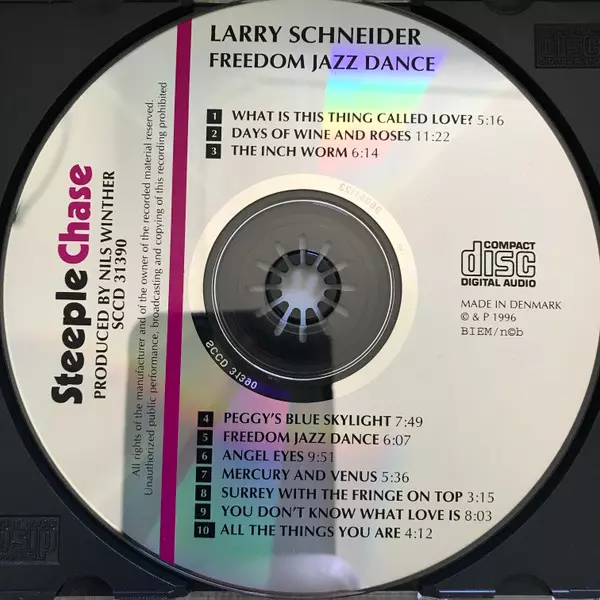 LARRY SCHNEIDER
FREEDOM JAZZ DANCE
1 WHAT IS THIS THING CALLED LOVE? 5:16
2 DAYS OF WINE AND ROSES 11:22
3 THE INCH WORM 6:14
SteepleChase
PRODUCED BY NILS WINTHER
SCCD 31390
All rights of the manufacturer and of the owner of the recorded material reserved.
Unauthorized public performance, broadcasting and copying of this recording prohibited
COMPACT
disc
DIGITAL AUDIO
MADE IN DENMARK
© & P 1996
BIEM/n©b
SCCD 31390
4 PEGGY'S BLUE SKYLIGHT 7:49
5 FREEDOM JAZZ DANCE 6:07
6 ANGEL EYES 9:51
7 MERCURY AND VENUS 5:36
8 SURREY WITH THE FRINGE ON TOP 3:15
9 YOU DON'T KNOW WHAT LOVE IS 8:03
10 ALL THE THINGS YOU ARE 4:12
disc
disc